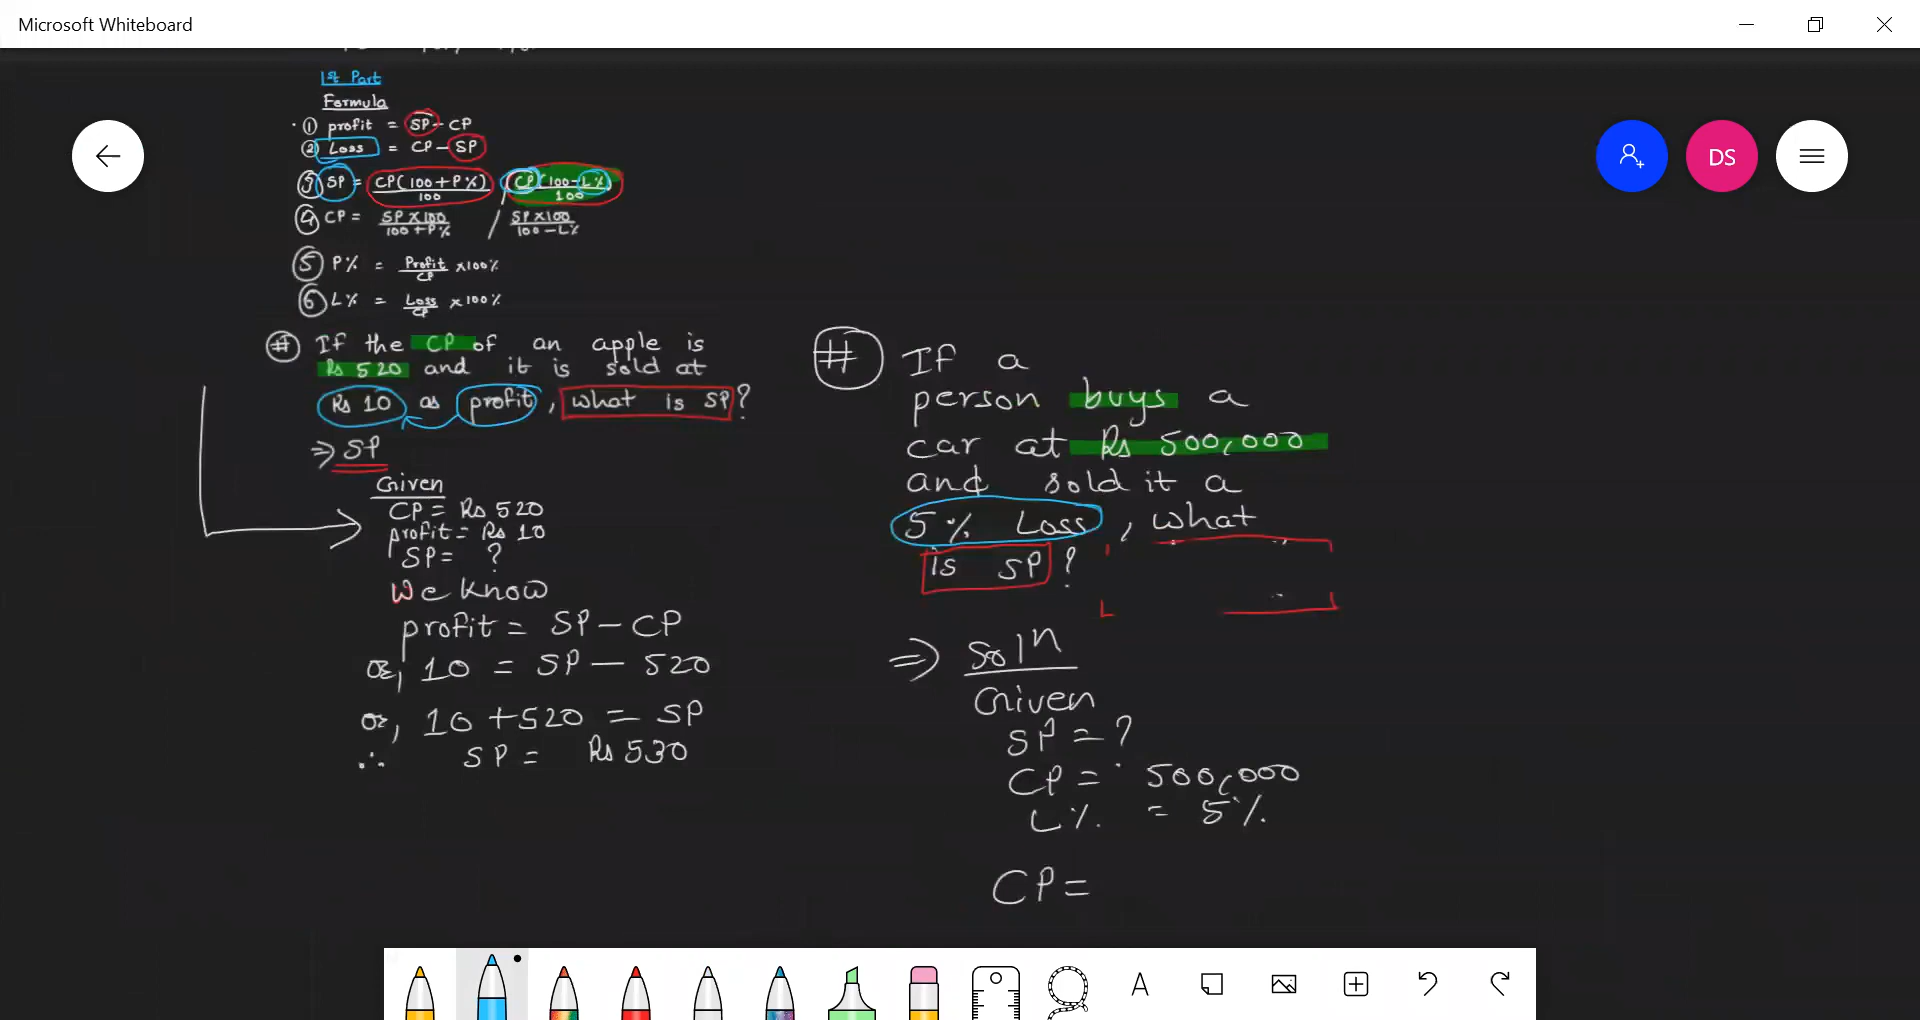 Microsoft Whiteboard
1st Part
Formula
① profit = SP - CP
② Loss = CP - SP
③ SP = CP(100+P%)/100 / CP(100-L%)/100
④ CP = SP×100/100+P% / SP×100/100-L%
⑤ P% = Profit/CP ×100%
⑥ L% = Loss/CP ×100%
# If the CP of an apple is
Rs 520 and it is sold at
Rs 10 as profit, what is SP?
⇒ SP
Given
CP = Rs 520
profit = Rs 10
SP = ?
We know
profit = SP - CP
or, 10 = SP - 520
or, 10 + 520 = SP
∴ SP = Rs 530
# If a
person buys a
car at Rs 500,000
and sold it a
5% Loss, what
is SP?
⇒ Soln
Given
SP = ?
CP = 500,000
L% = 5%
CP =
DS
A